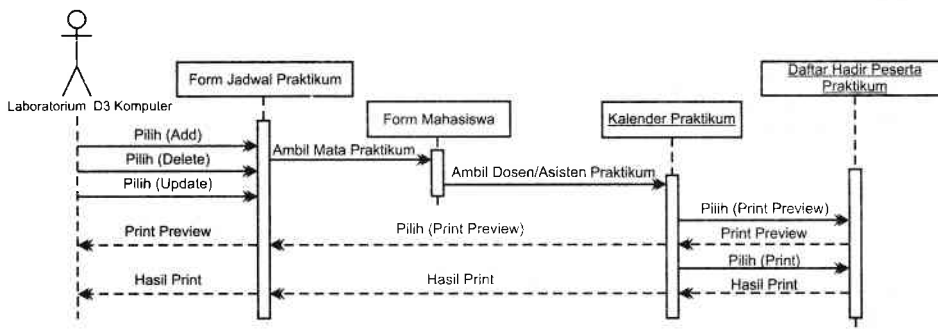 Laboratorium D3 Komputer
Form Jadwal Praktikum
Form Mahasiswa
Kalender Praktikum
Daftar Hadir Peserta
Praktikum
Pilih (Add)
Ambil Mata Praktikum
Pilih (Delete)
Ambil Dosen/Asisten Praktikum
Pilih (Update)
Piiih (Print Preview)
Print Preview
Pilih (Print Preview)
Print Preview
Pilih (Print)
Hasil Print
Hasil Print
Hasil Print